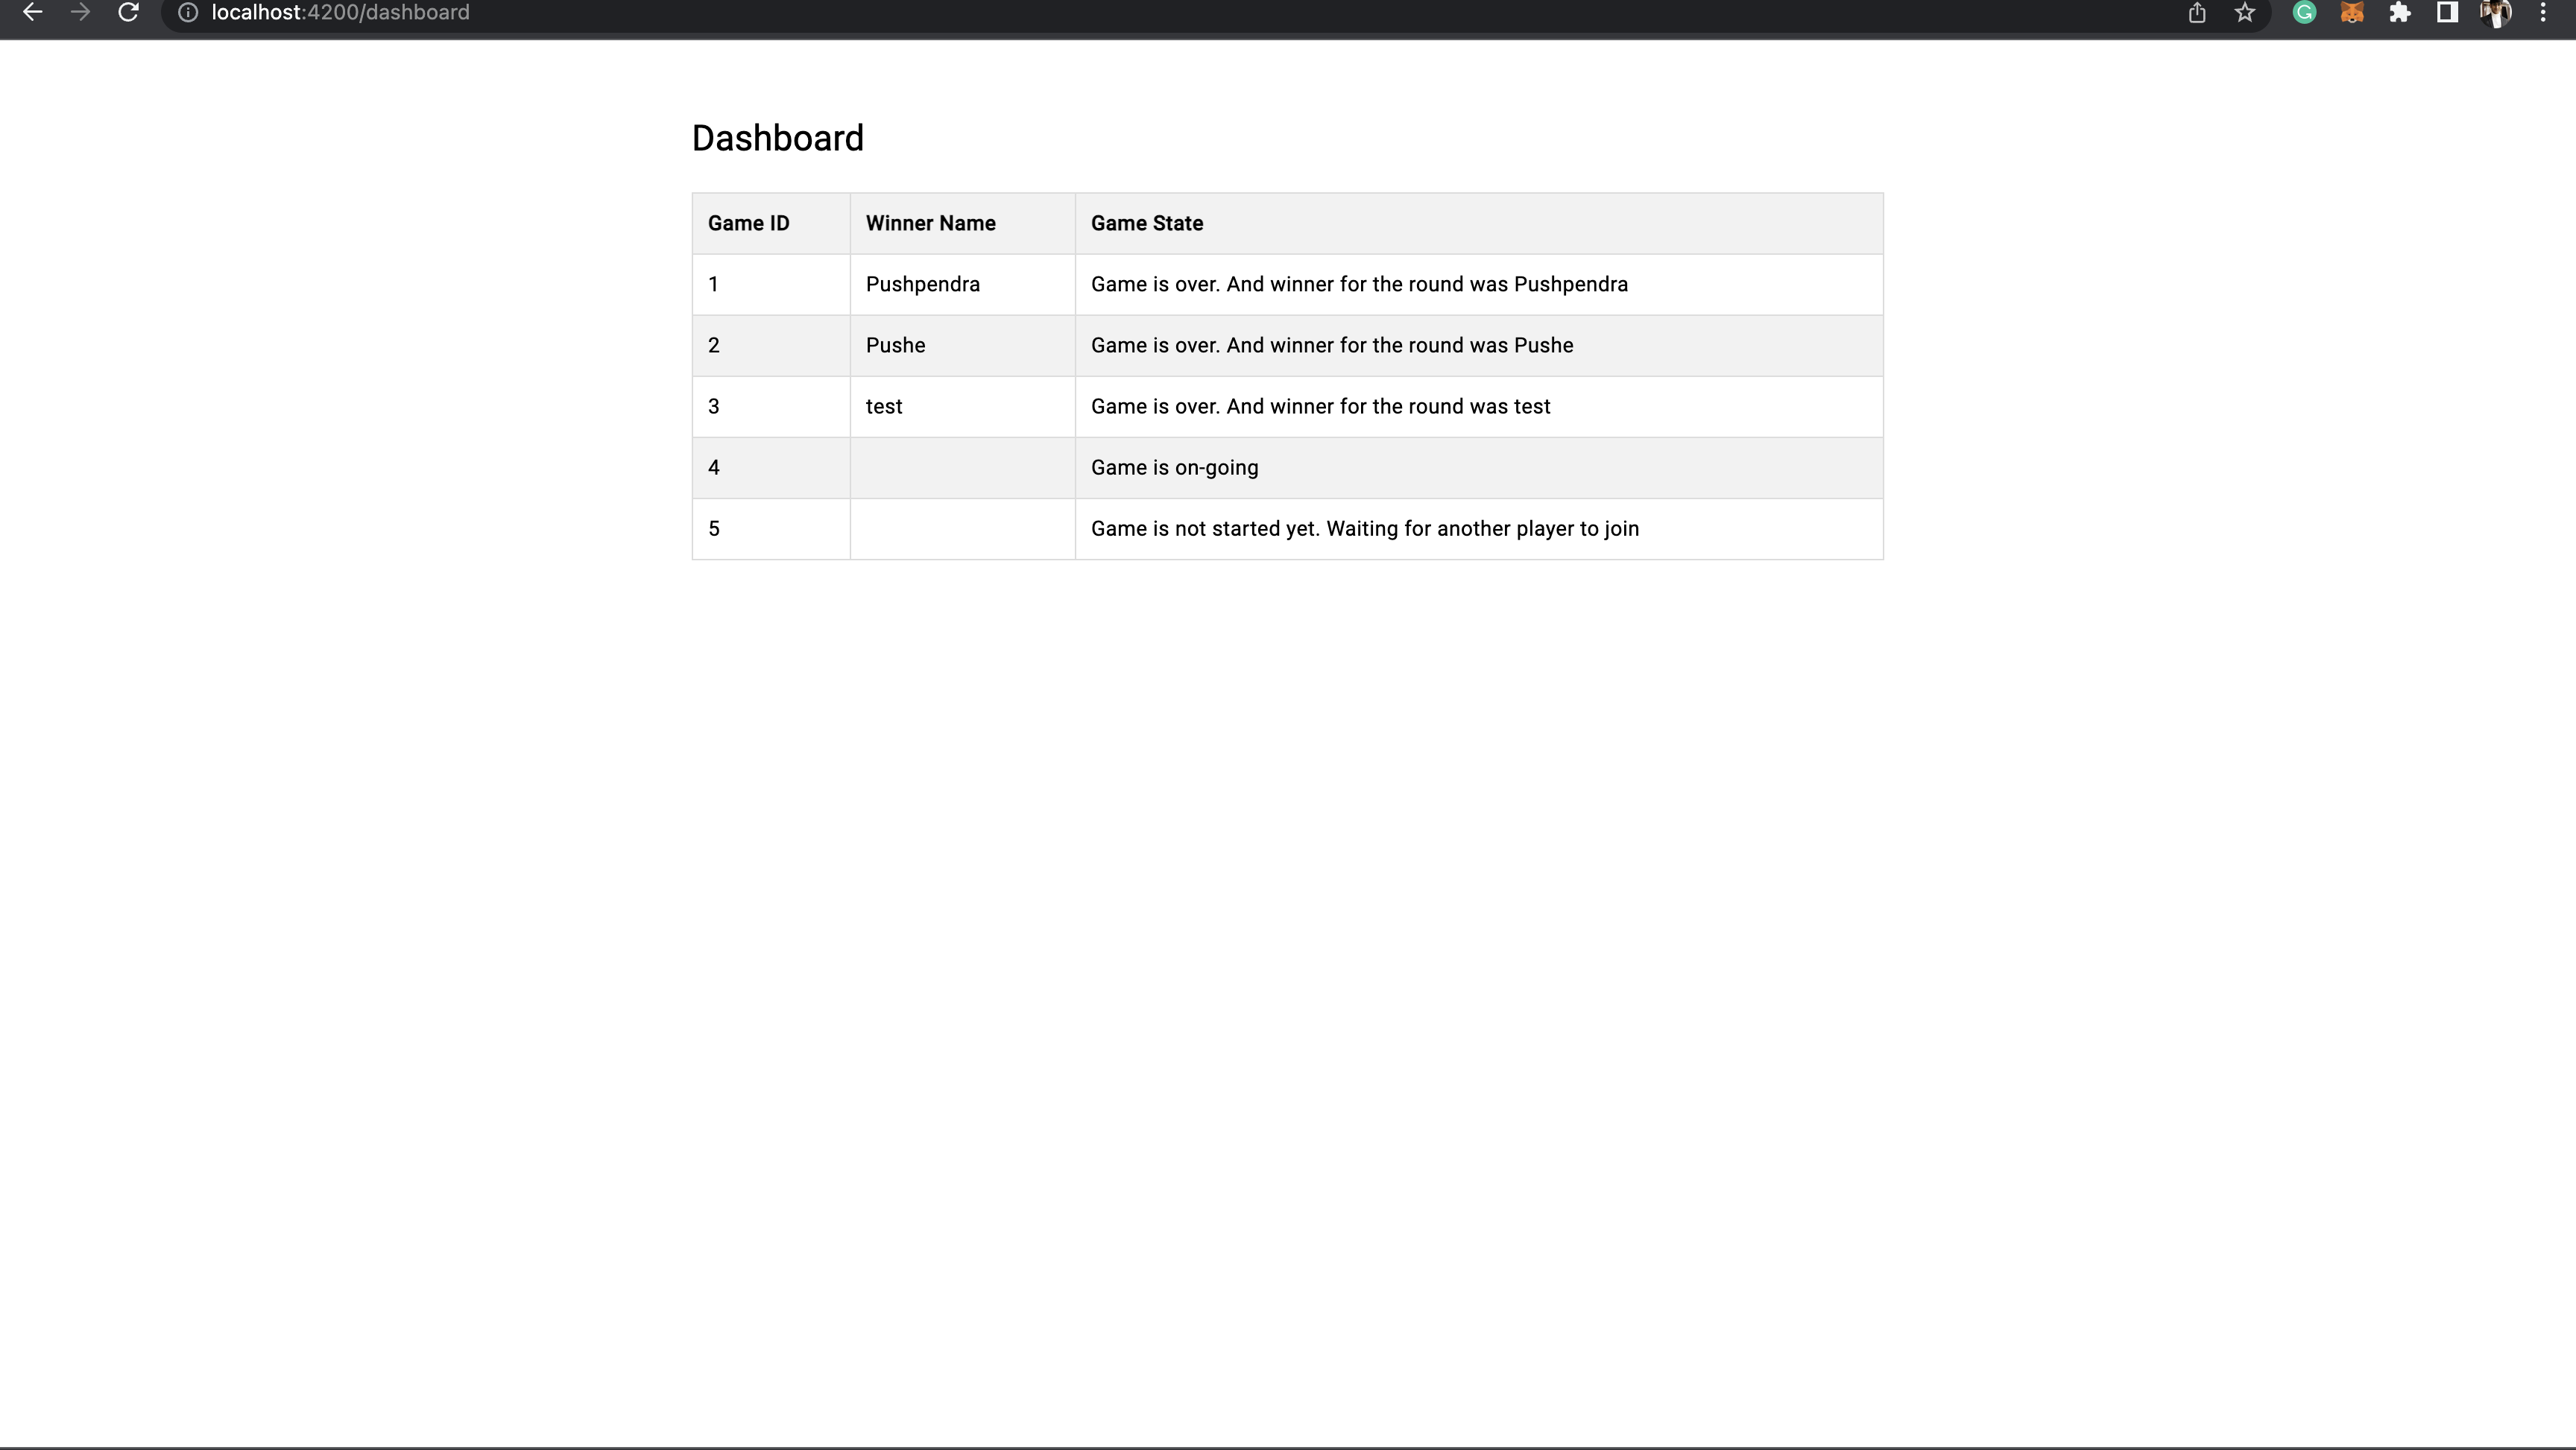 localhost:4200/dashboard
Dashboard
Game ID Winner Name Game State
1 Pushpendra Game is over. And winner for the round was Pushpendra
2 Pushe Game is over. And winner for the round was Pushe
3 test Game is over. And winner for the round was test
4 Game is on-going
5 Game is not started yet. Waiting for another player to join